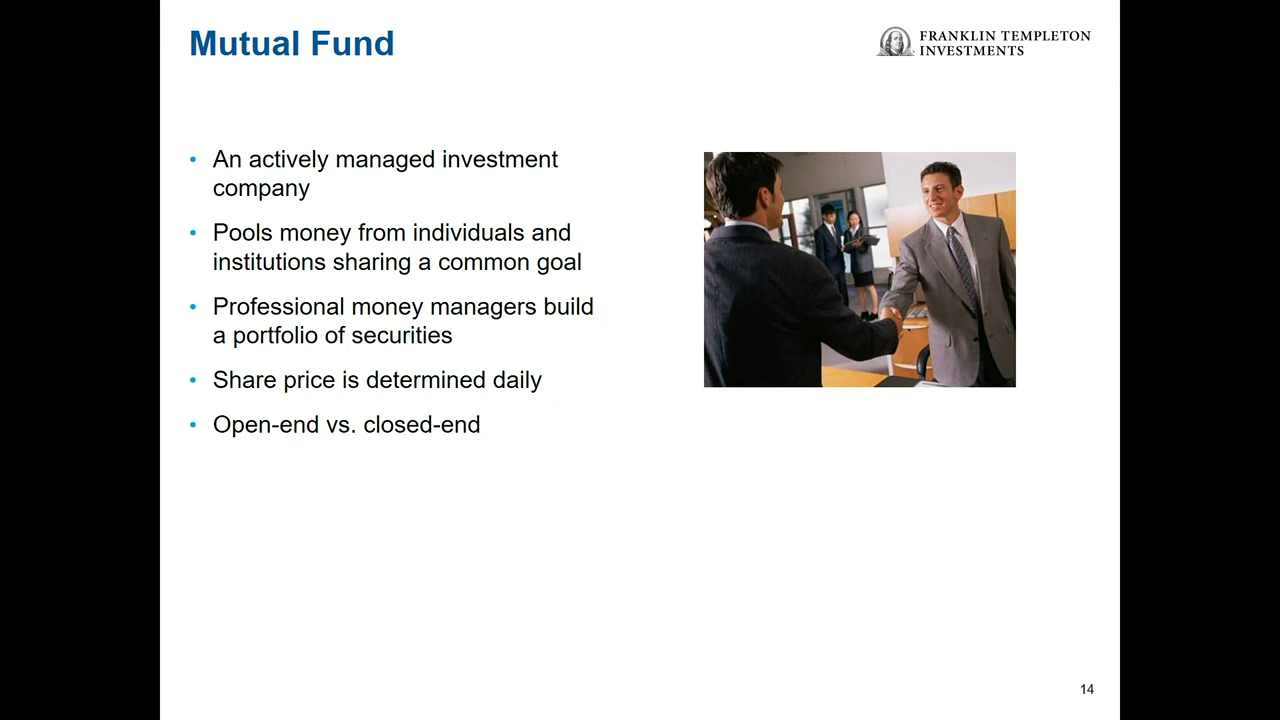 Mutual Fund
FRANKLIN TEMPLETON
INVESTMENTS
• An actively managed investment
company
• Pools money from individuals and
institutions sharing a common goal
• Professional money managers build
a portfolio of securities
• Share price is determined daily
• Open-end vs. closed-end
14